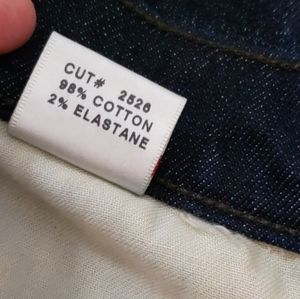 CUT# 2526
98% COTTON
2% ELASTANE